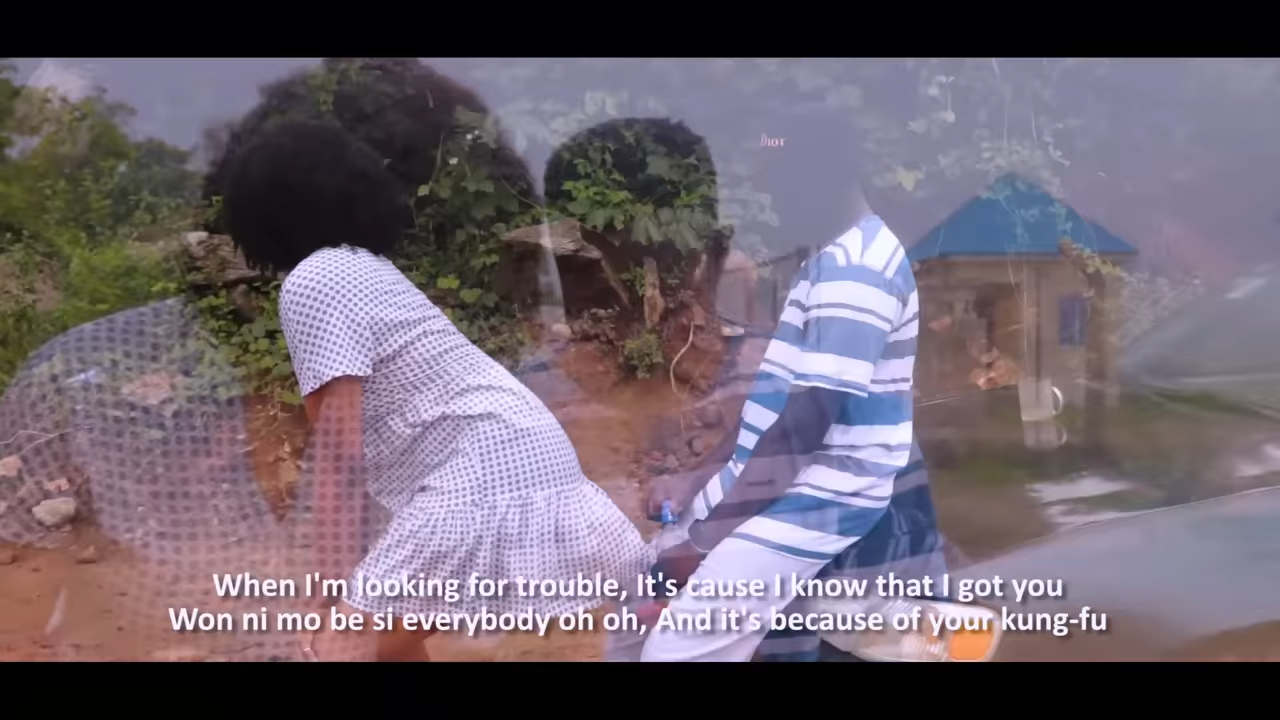 Dior
When I'm looking for trouble, It's cause I know that I got you
Won ni mo be si everybody oh oh, And it's because of your kung-fu